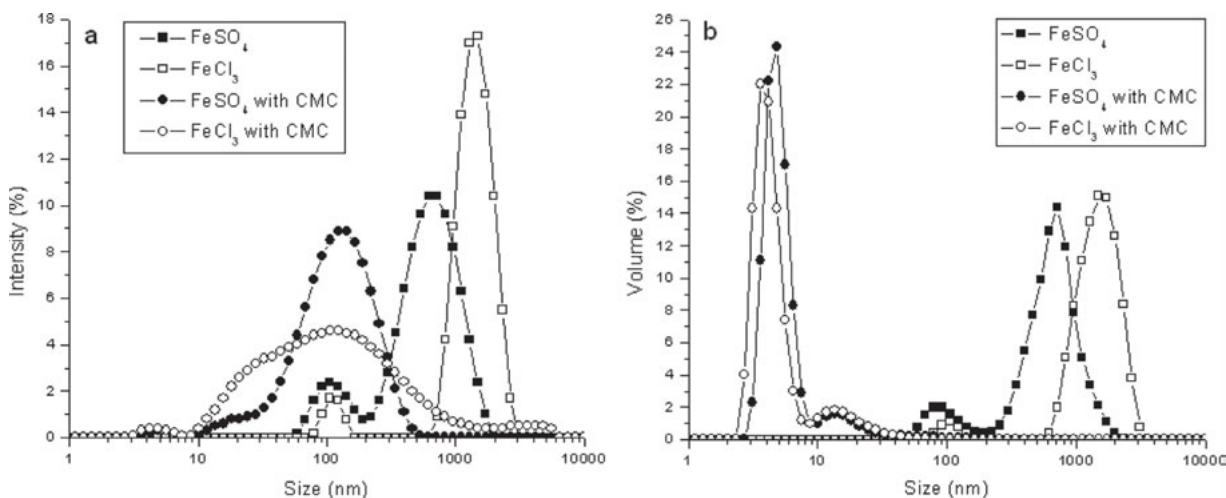 a
FeSO₄
FeCl₃
FeSO₄ with CMC
FeCl₃ with CMC
18
16
14
12
10
8
6
4
2
0
Intensity (%)
1 10 100 1000 10000
Size (nm)
b
FeSO₄
FeCl₃
FeSO₄ with CMC
FeCl₃ with CMC
26
24
22
20
18
16
14
12
10
8
6
4
2
0
Volume (%)
1 10 100 1000 10000
Size (nm)